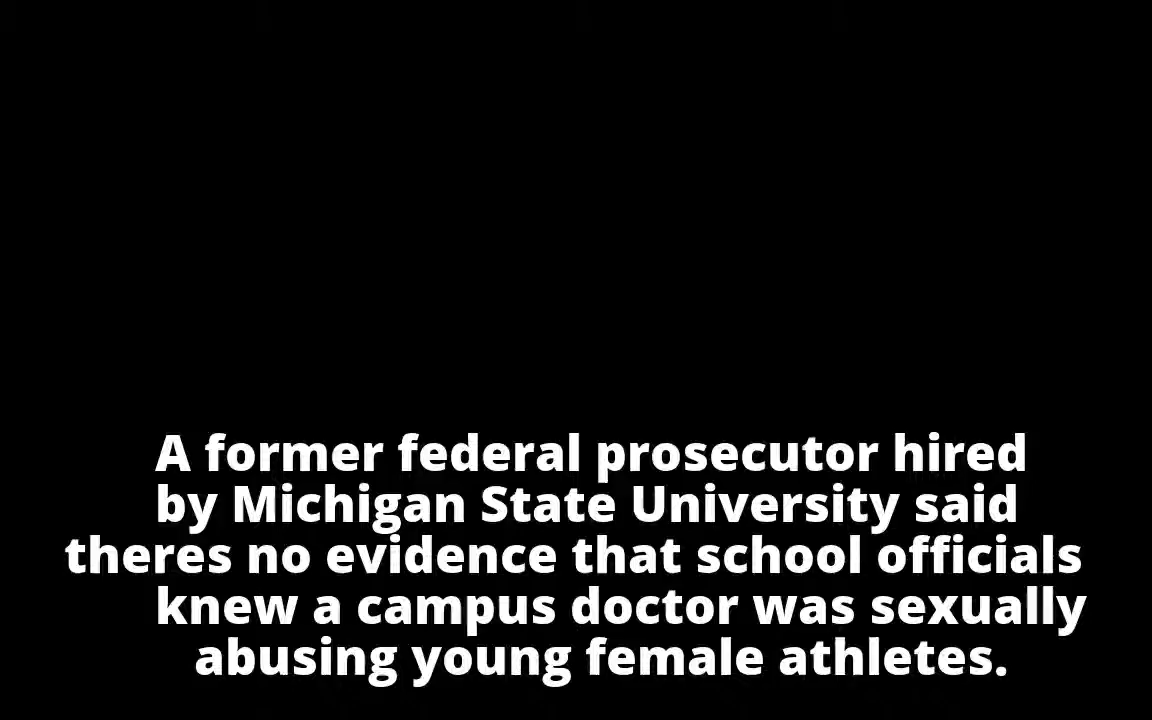 A former federal prosecutor hired
by Michigan State University said
theres no evidence that school officials
knew a campus doctor was sexually
abusing young female athletes.